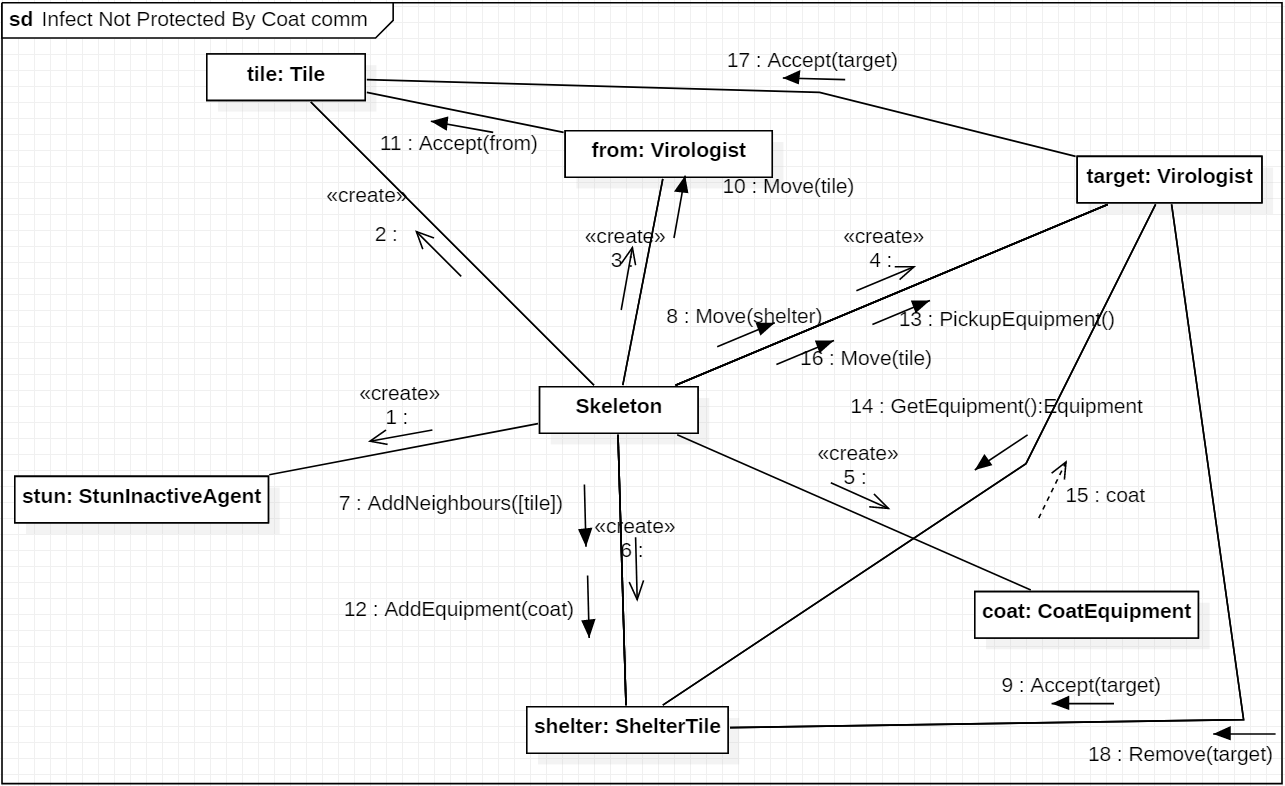 sd Infect Not Protected By Coat comm
17 : Accept(target)
tile: Tile
11 : Accept(from)
from: Virologist
target: Virologist
10 : Move(tile)
«create»
2 :
«create»
3 :
«create»
4 :
8 : Move(shelter)
13 : PickupEquipment()
16 : Move(tile)
«create»
1 :
Skeleton
14 : GetEquipment():Equipment
«create»
5 :
stun: StunInactiveAgent
7 : AddNeighbours([tile])
15 : coat
«create»
6 :
12 : AddEquipment(coat)
coat: CoatEquipment
9 : Accept(target)
shelter: ShelterTile
18 : Remove(target)